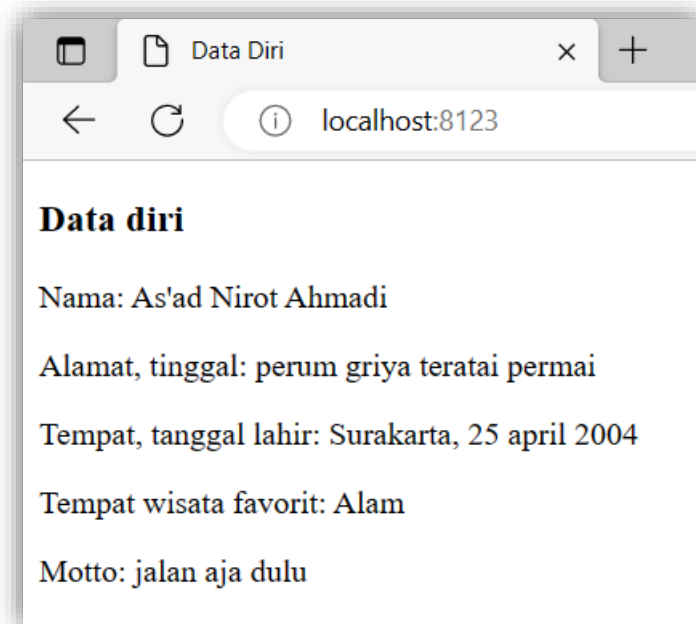 Data Diri
localhost:8123
Data diri
Nama: As'ad Nirot Ahmadi
Alamat, tinggal: perum griya teratai permai
Tempat, tanggal lahir: Surakarta, 25 april 2004
Tempat wisata favorit: Alam
Motto: jalan aja dulu